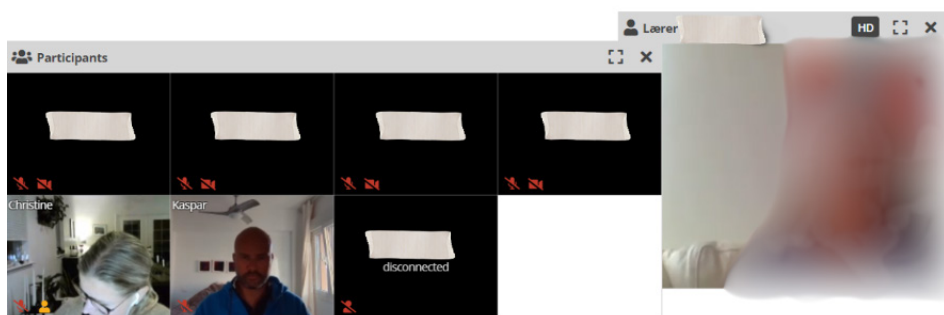 Lærer
HD
Participants
Christine
Kaspar
disconnected